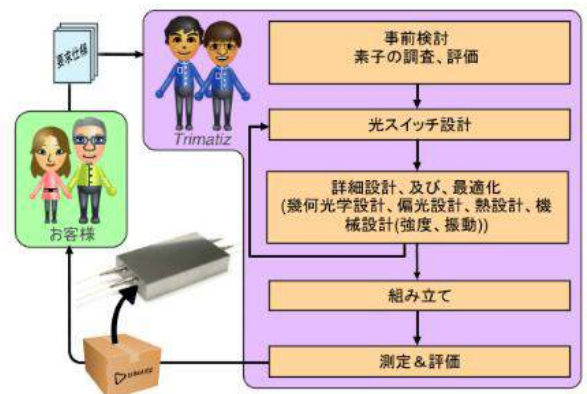 要求仕様
Trimatiz
お客様
事前検討
素子の調査、評価
光スイッチ設計
詳細設計、及び、最適化
(幾何光学設計、偏光設計、熱設計、機
械設計(強度、振動))
組み立て
測定＆評価